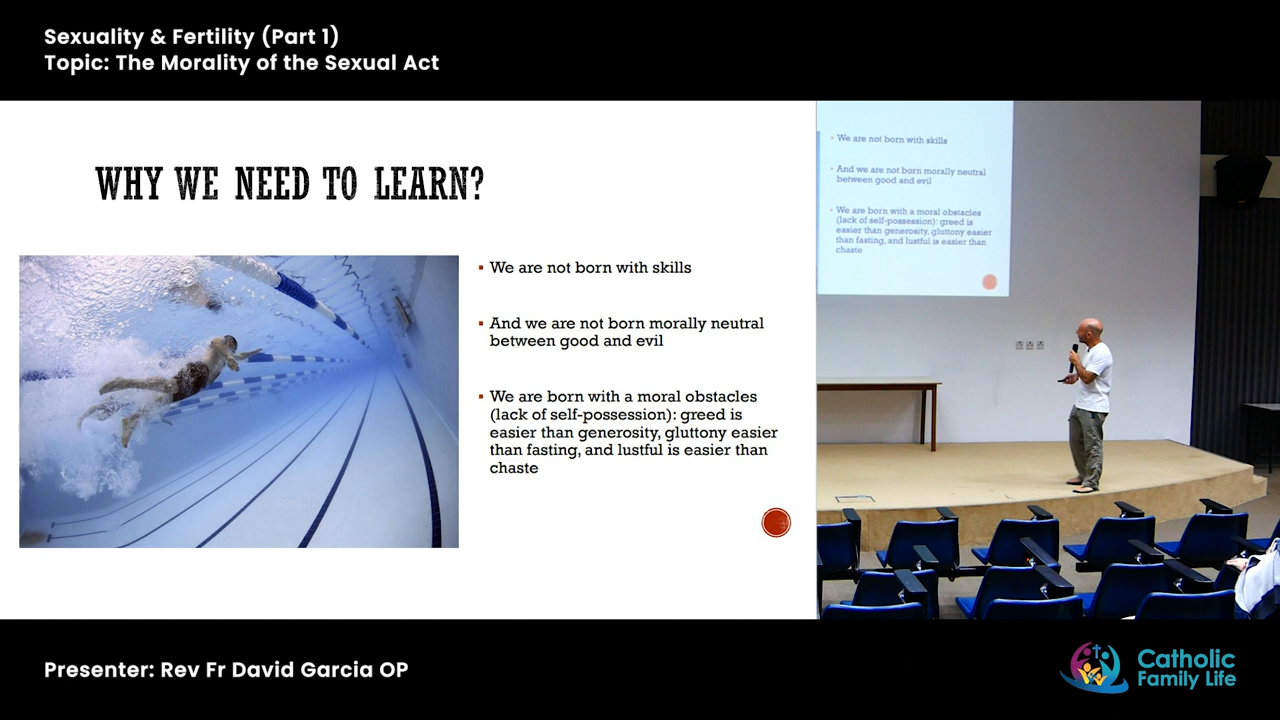 Sexuality & Fertility (Part 1)
Topic: The Morality of the Sexual Act
WHY WE NEED TO LEARN?
▪ We are not born with skills
▪ And we are not born morally neutral
between good and evil
▪ We are born with a moral obstacles
(lack of self-possession): greed is
easier than generosity, gluttony easier
than fasting, and lustful is easier than
chaste
• We are not born with skills
• And we are not born morally neutral
between good and evil
• We are born with a moral obstacles
(lack of self-possession): greed is
easier than generosity, gluttony easier
than fasting, and lustful is easier than
chaste
Presenter: Rev Fr David Garcia OP
Catholic
Family Life